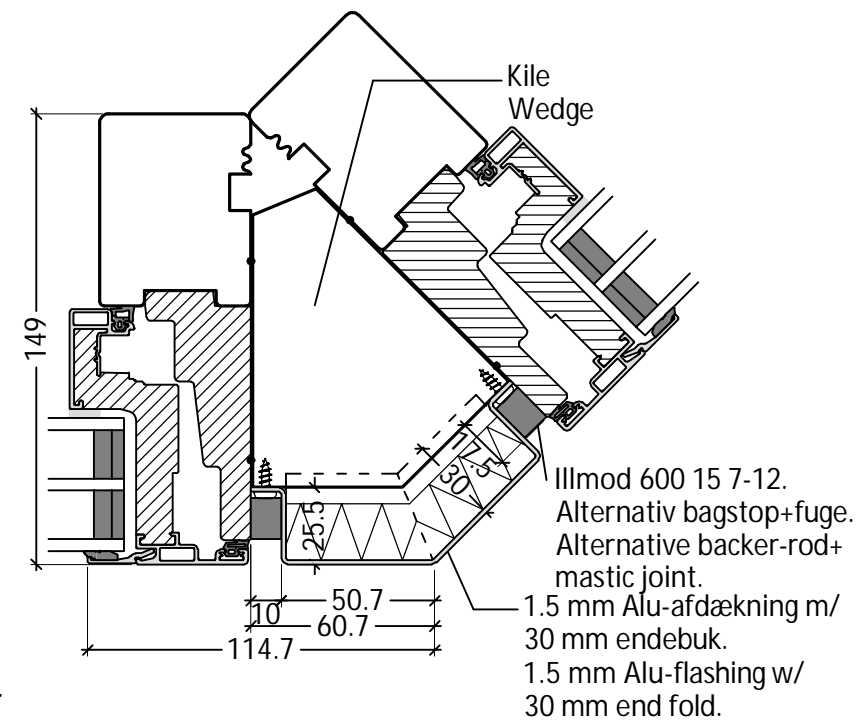 Kile
Wedge
149
17.5
30
25.5
Illmod 600 15 7-12.
Alternativ bagstop+fuge.
Alternative backer-rod+
mastic joint.
50.7
10
60.7
114.7
1.5 mm Alu-afdækning m/
30 mm endebuk.
1.5 mm Alu-flashing w/
30 mm end fold.